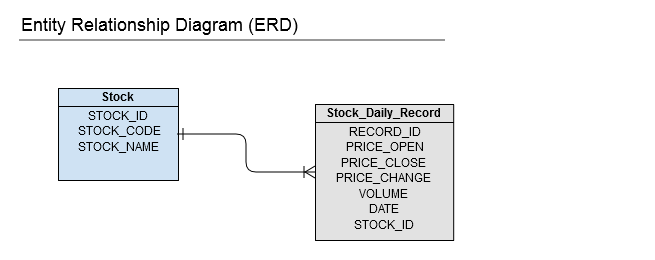 Entity Relationship Diagram (ERD)
Stock
STOCK_ID
STOCK_CODE
STOCK_NAME
Stock_Daily_Record
RECORD_ID
PRICE_OPEN
PRICE_CLOSE
PRICE_CHANGE
VOLUME
DATE
STOCK_ID